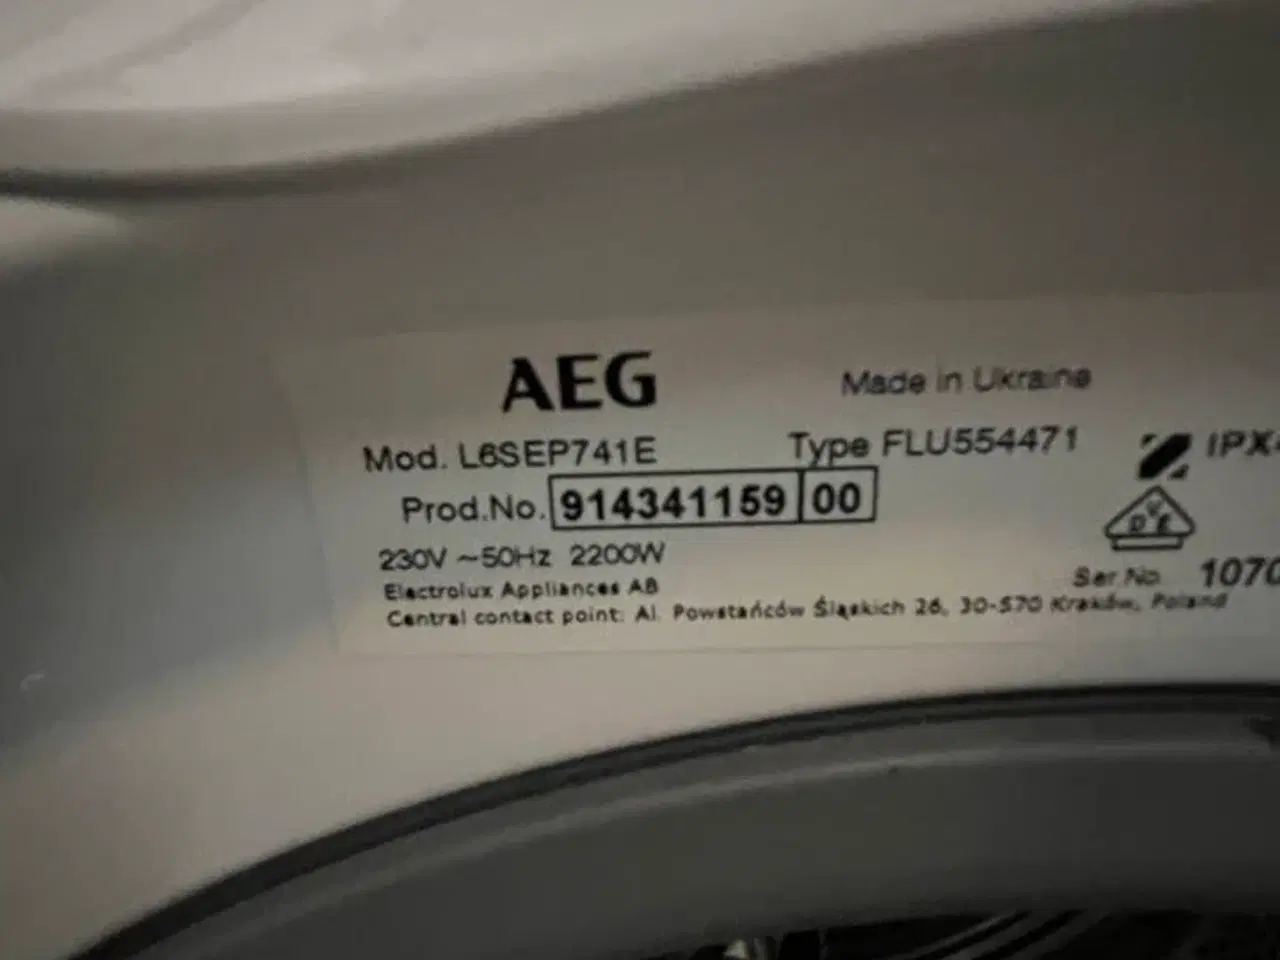 AEG
Made in Ukraine
Mod. L6SEP741E
Type FLU554471
IPX4
Prod.No. 914341159 00
230V ~50Hz 2200W
Ser.No. 1070
Electrolux Appliances AB
Central contact point: Al. Powstańców Śląskich 26, 30-570 Kraków, Poland